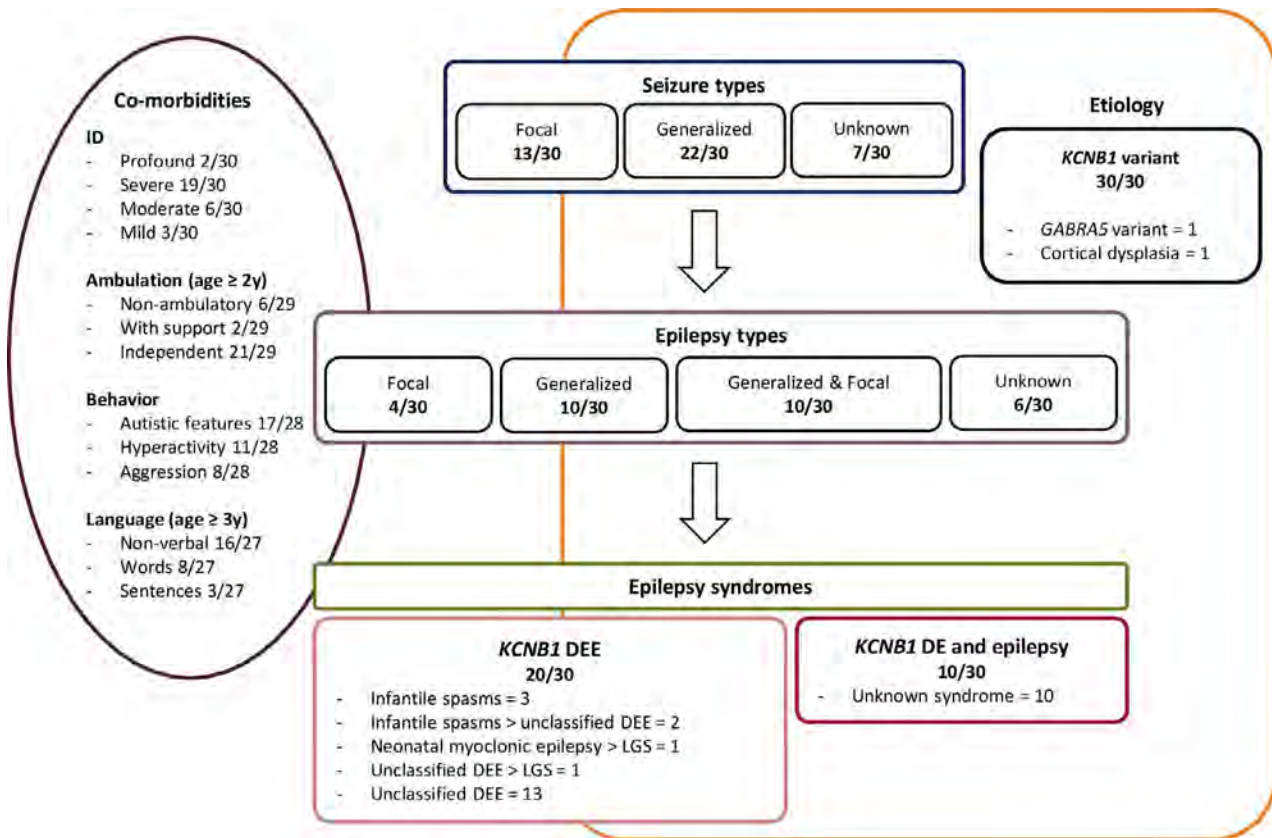 Co-morbidities
ID
- Profound 2/30
- Severe 19/30
- Moderate 6/30
- Mild 3/30
Ambulation (age ≥ 2y)
- Non-ambulatory 6/29
- With support 2/29
- Independent 21/29
Behavior
- Autistic features 17/28
- Hyperactivity 11/28
- Aggression 8/28
Language (age ≥ 3y)
- Non-verbal 16/27
- Words 8/27
- Sentences 3/27
Seizure types
Focal
13/30
Generalized
22/30
Unknown
7/30
Etiology
KCNB1 variant
30/30
- GABRA5 variant = 1
- Cortical dysplasia = 1
Epilepsy types
Focal
4/30
Generalized
10/30
Generalized & Focal
10/30
Unknown
6/30
Epilepsy syndromes
KCNB1 DEE
20/30
- Infantile spasms = 3
- Infantile spasms > unclassified DEE = 2
- Neonatal myoclonic epilepsy > LGS = 1
- Unclassified DEE > LGS = 1
- Unclassified DEE = 13
KCNB1 DE and epilepsy
10/30
- Unknown syndrome = 10